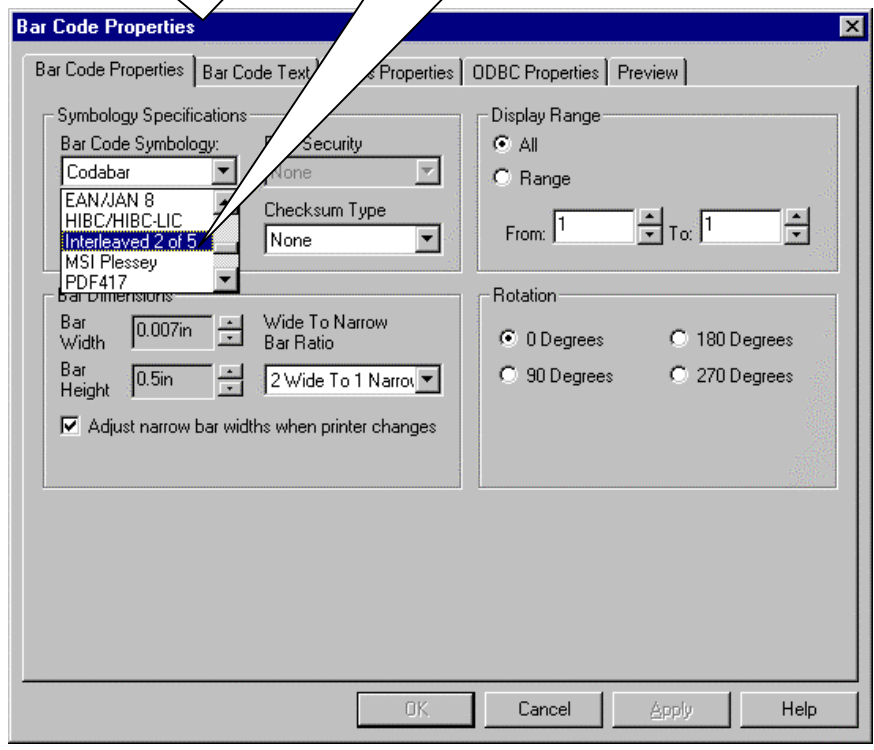 Bar Code Properties
Bar Code Properties Bar Code Text Properties ODBC Properties Preview
Symbology Specifications
Bar Code Symbology:
Codabar
EAN/JAN 8
HIBC/HIBC-LIC
Interleaved 2 of 5
MSI Plessey
PDF417
Security
None
Checksum Type
None
Display Range
All
Range
From: 1 To: 1
Bar Dimensions
Bar Width 0.007in
Bar Height 0.5in
Wide To Narrow
Bar Ratio
2 Wide To 1 Narro
Adjust narrow bar widths when printer changes
Rotation
0 Degrees 180 Degrees
90 Degrees 270 Degrees
OK Cancel Apply Help